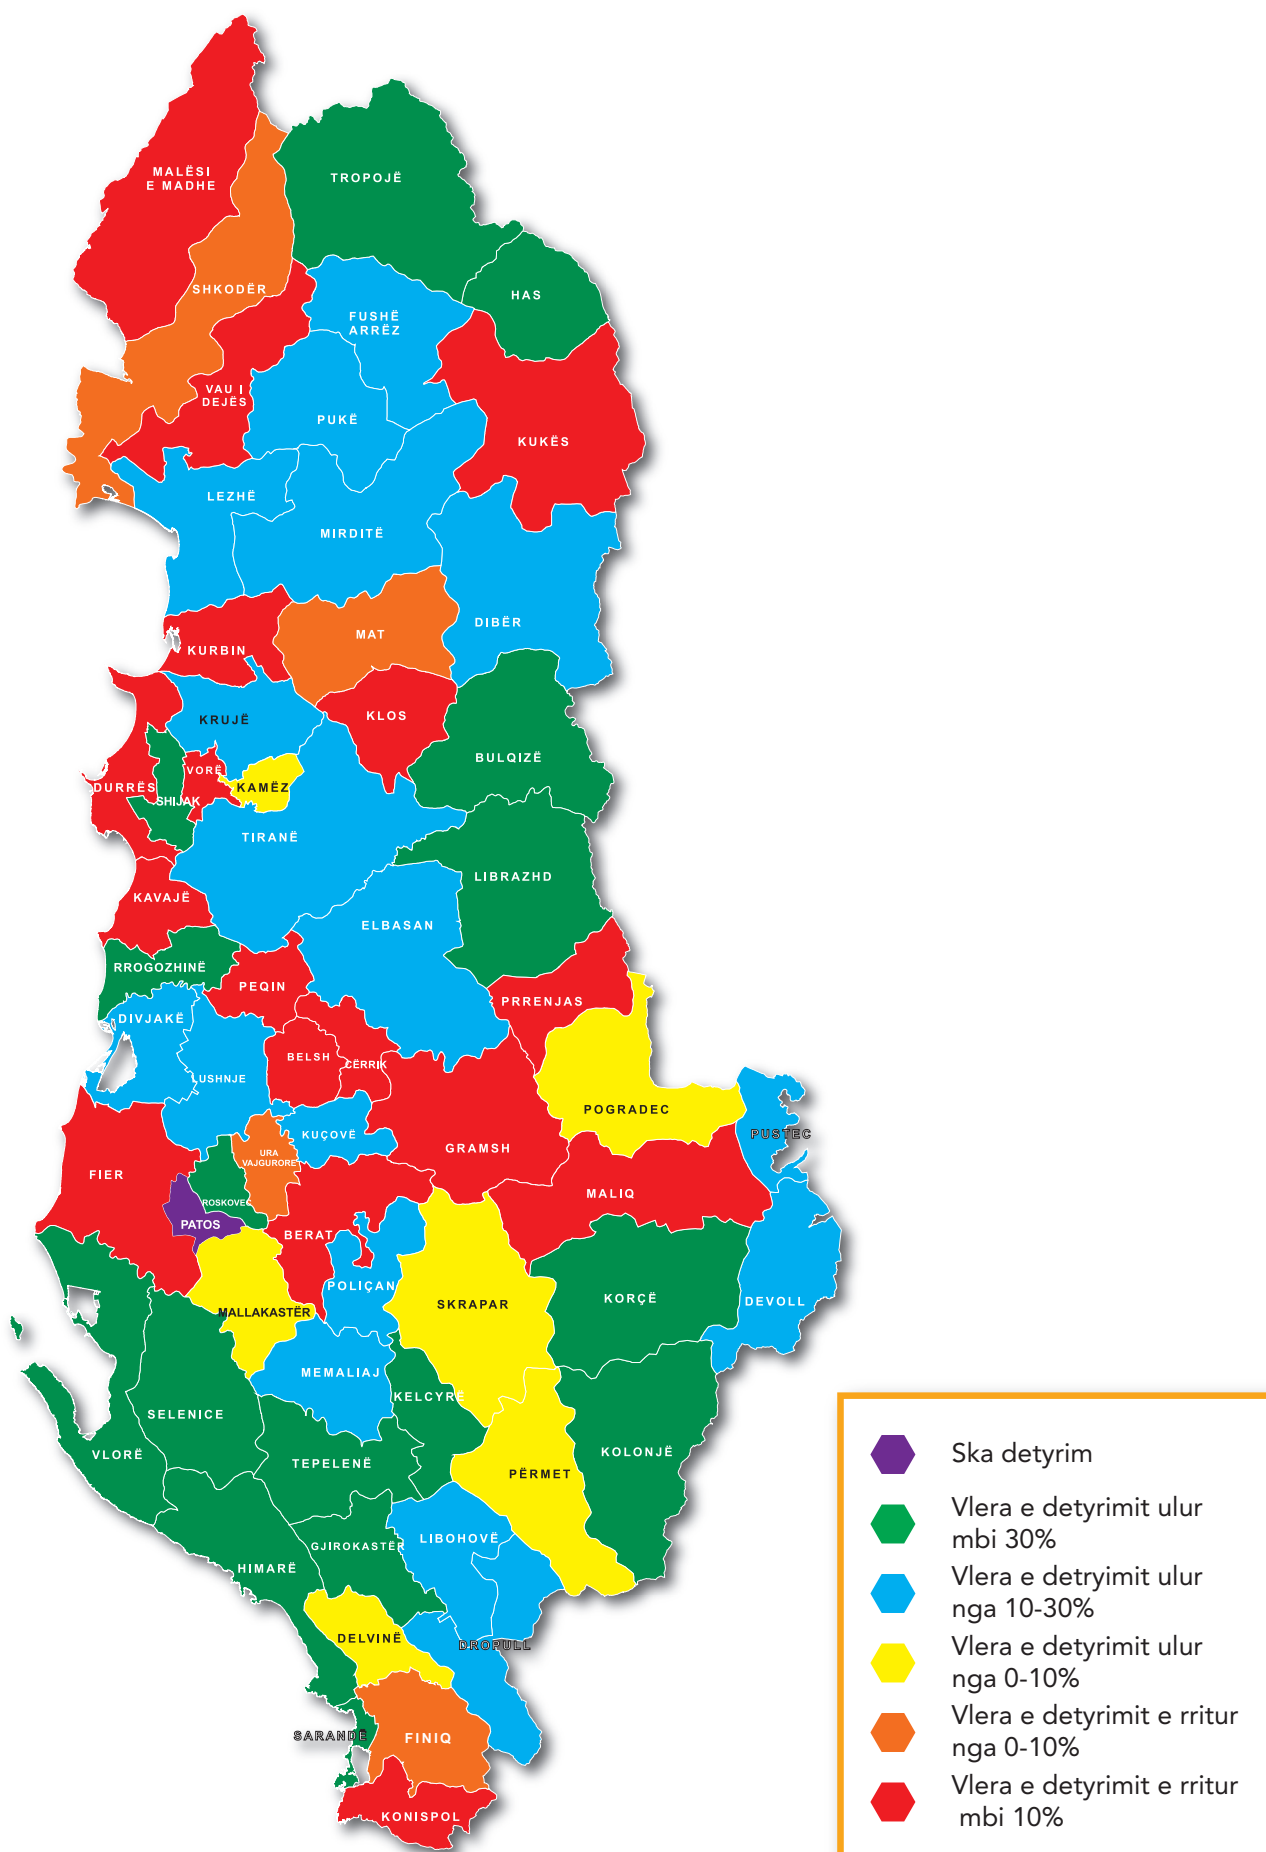 MALËSI
E MADHE
TROPOJË
SHKODËR
HAS
FUSHË
ARRËZ
VAU I
DEJËS
PUKË
KUKËS
LEZHË
MIRDITË
DIBËR
MAT
KURBIN
KRUJË
KLOS
BULQIZË
VORË
DURRËS
KAMËZ
SHIJAK
TIRANË
LIBRAZHD
KAVAJË
ELBASAN
RROGOZHINË
PEQIN
PRRENJAS
DIVJAKË
BELSH
CËRRIK
LUSHNJE
POGRADEC
KUÇOVË
PUSTEC
URA
VAJGURORE
GRAMSH
FIER
MALIQ
ROSKOVEC
PATOS
BERAT
POLIÇAN
KORÇË
DEVOLL
SKRAPAR
MALLAKASTËR
MEMALIAJ
KELCYRË
SELENICE
VLORË
KOLONJË
TEPELENË
PËRMET
LIBOHOVË
GJIROKASTËR
HIMARË
DELVINË
DROPULL
SARANDË
FINIQ
KONISPOL
Ska detyrim
Vlera e detyrimit ulur
mbi 30%
Vlera e detryimit ulur
nga 10-30%
Vlera e detyrimit ulur
nga 0-10%
Vlera e detyrimit e rritur
nga 0-10%
Vlera e detyrimit e rritur
mbi 10%